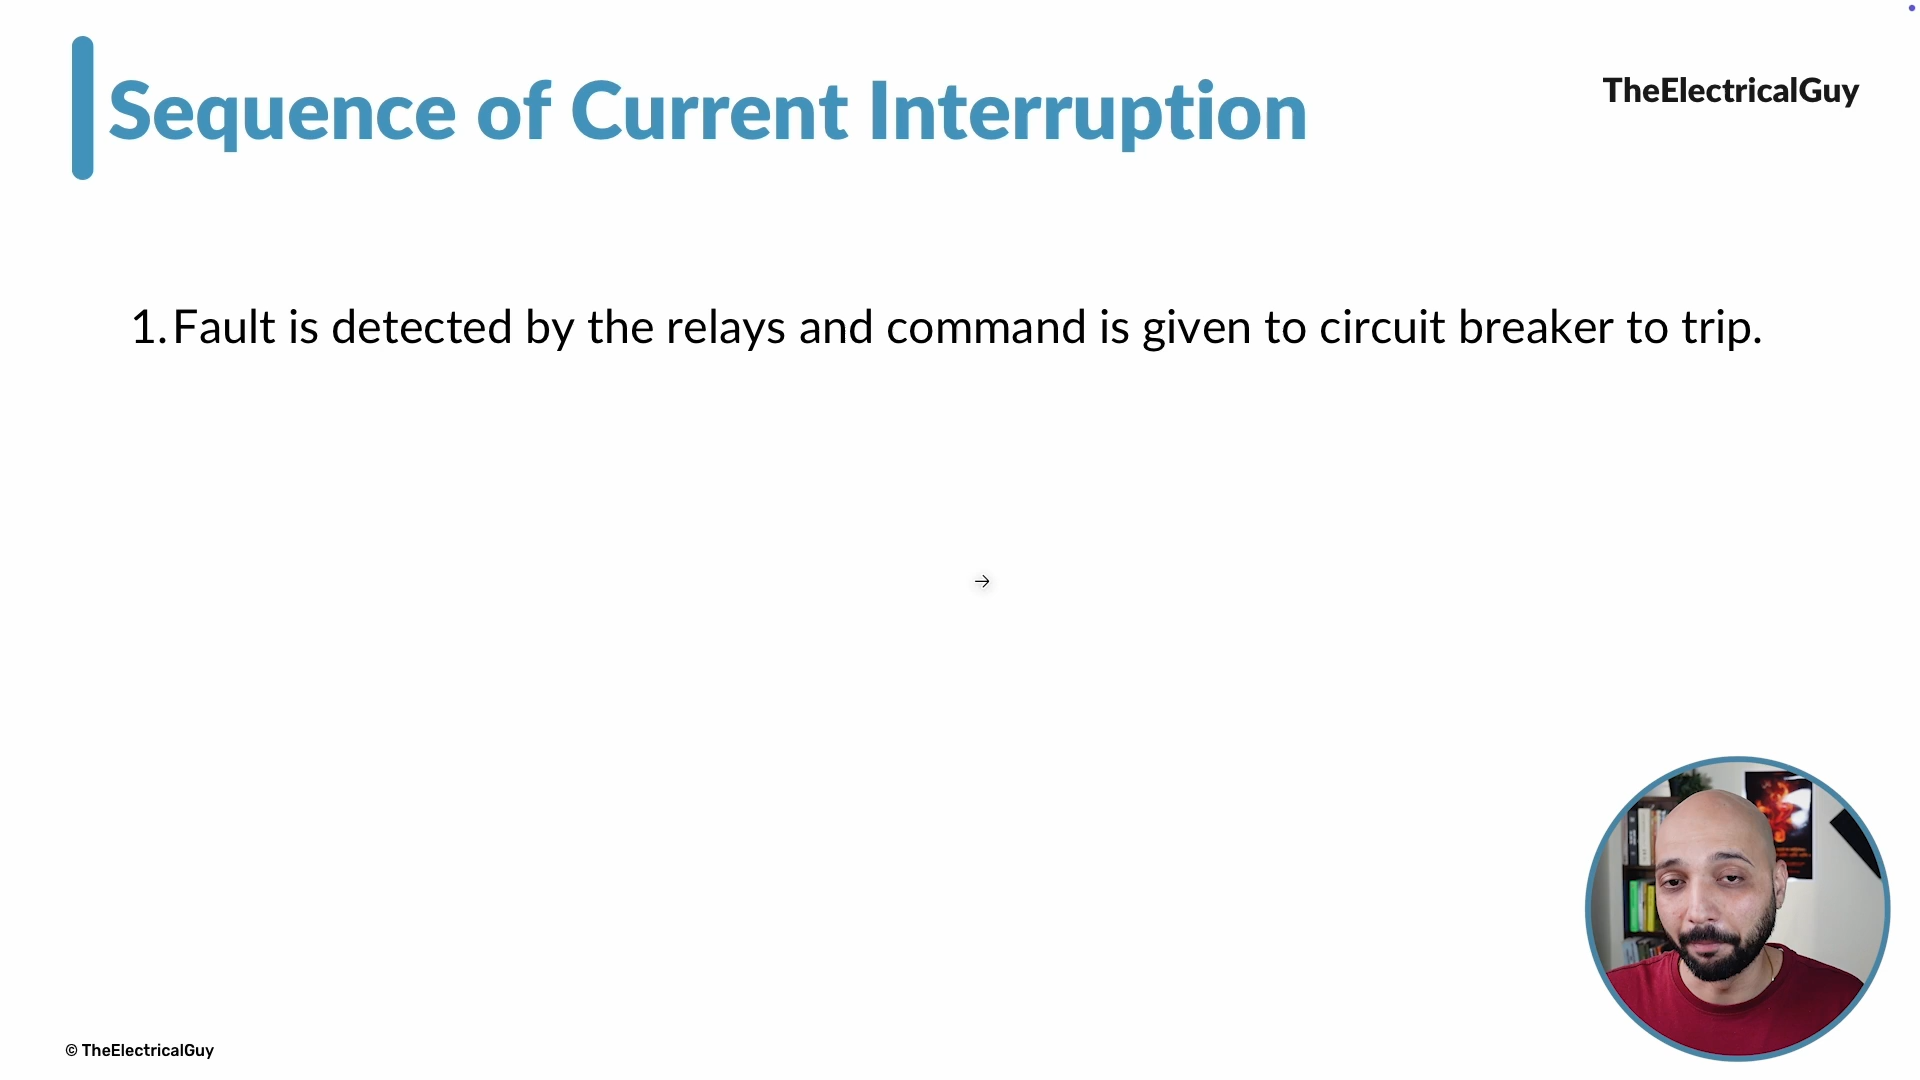 Sequence of Current Interruption
TheElectricalGuy
1. Fault is detected by the relays and command is given to circuit breaker to trip.
© TheElectricalGuy